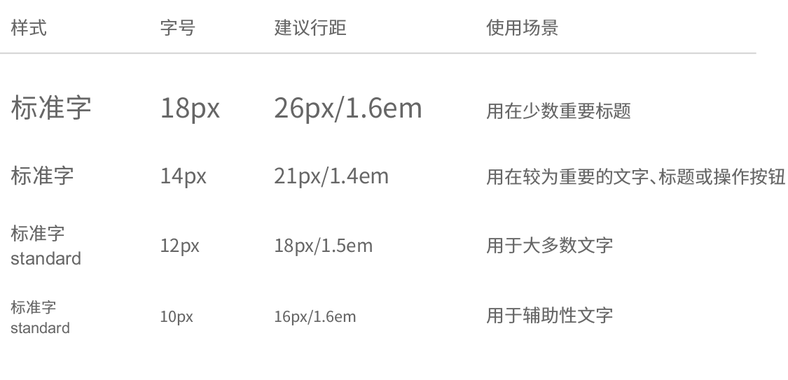 样式 字号 建议行距 使用场景
标准字 18px 26px/1.6em 用在少数重要标题
标准字 14px 21px/1.4em 用在较为重要的文字、标题或操作按钮
标准字
standard 12px 18px/1.5em 用于大多数文字
标准字
standard 10px 16px/1.6em 用于辅助性文字